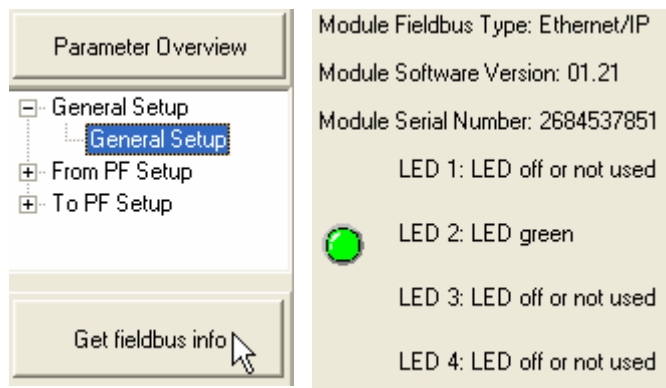 Parameter Overview
General Setup
General Setup
From PF Setup
To PF Setup
Get fieldbus info
Module Fieldbus Type: Ethernet/IP
Module Software Version: 01.21
Module Serial Number: 2684537851
LED 1: LED off or not used
LED 2: LED green
LED 3: LED off or not used
LED 4: LED off or not used